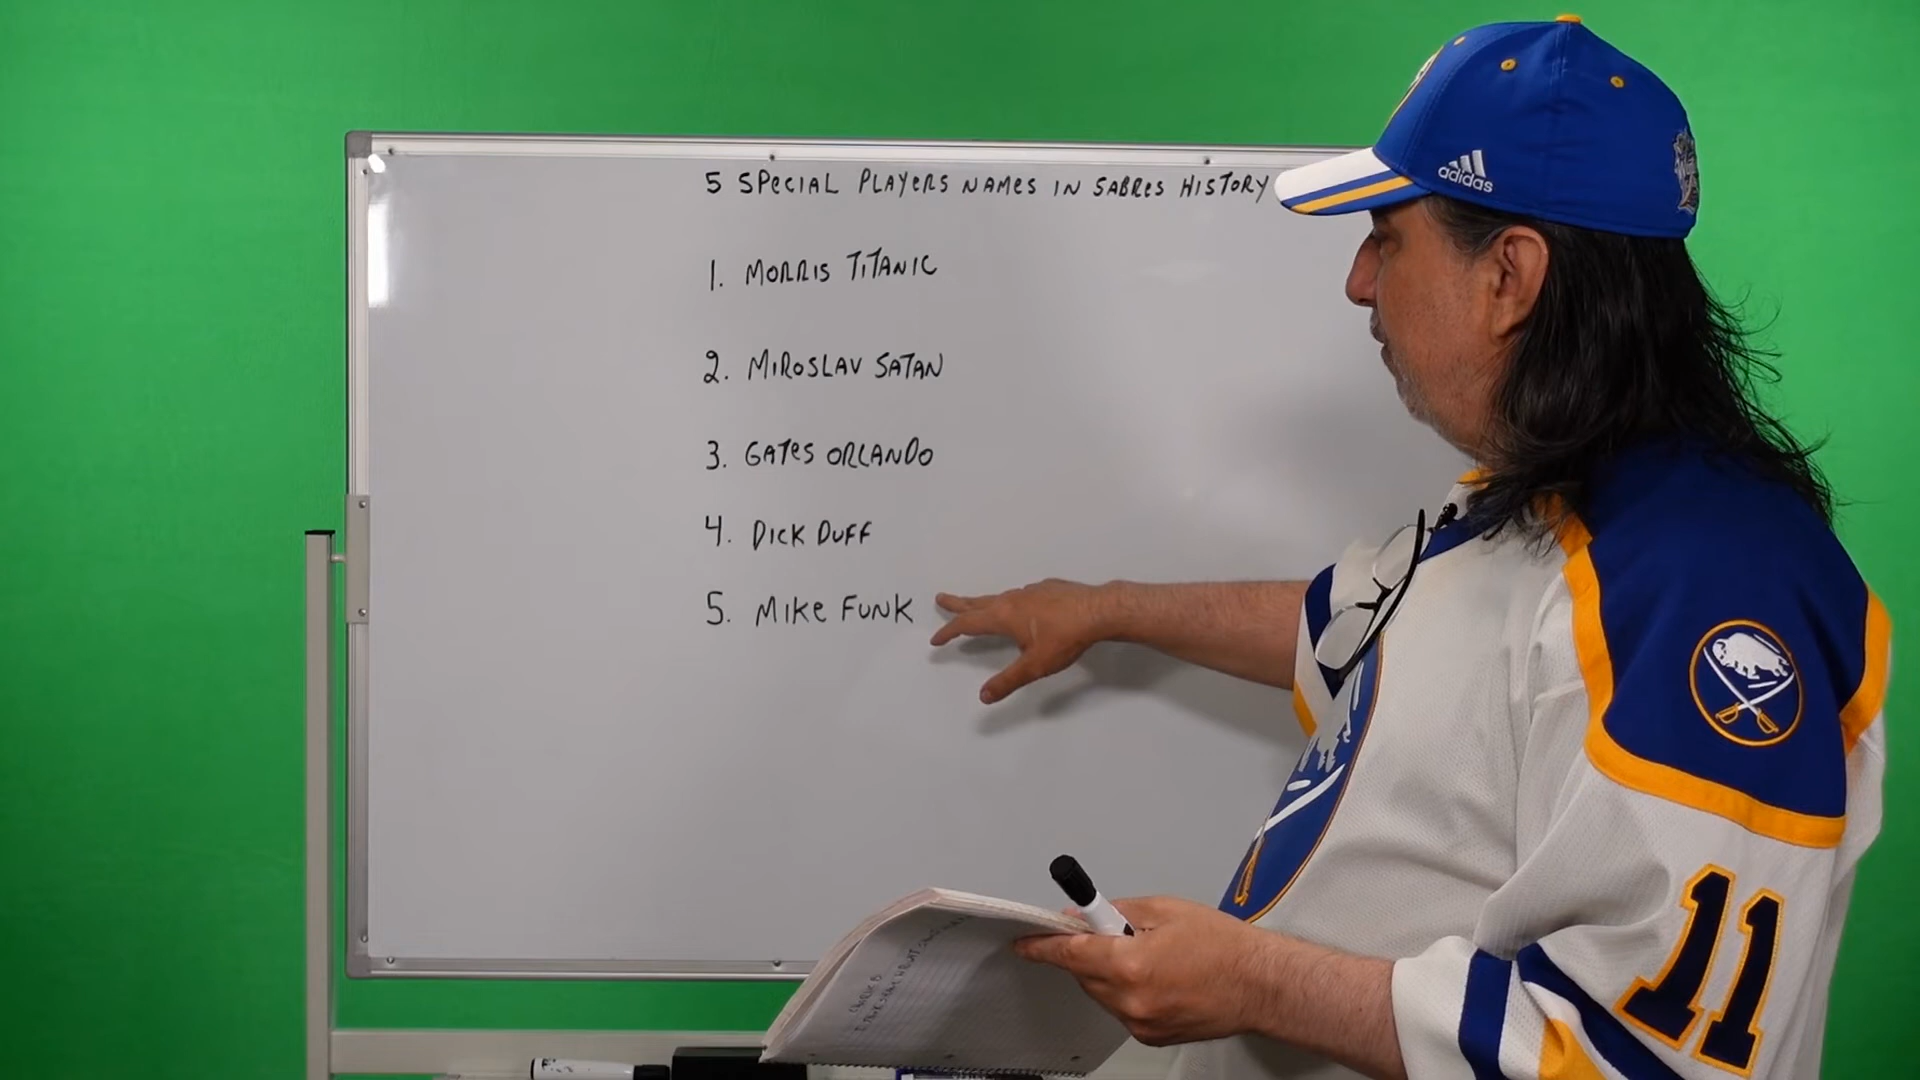 5 SPECIAL PLAYERS NAMES IN SABRES HISTORY
1. MORRIS TITANIC
2. MIROSLAV SATAN
3. GATES ORLANDO
4. DICK DUFF
5. MIKE FUNK
adidas
11